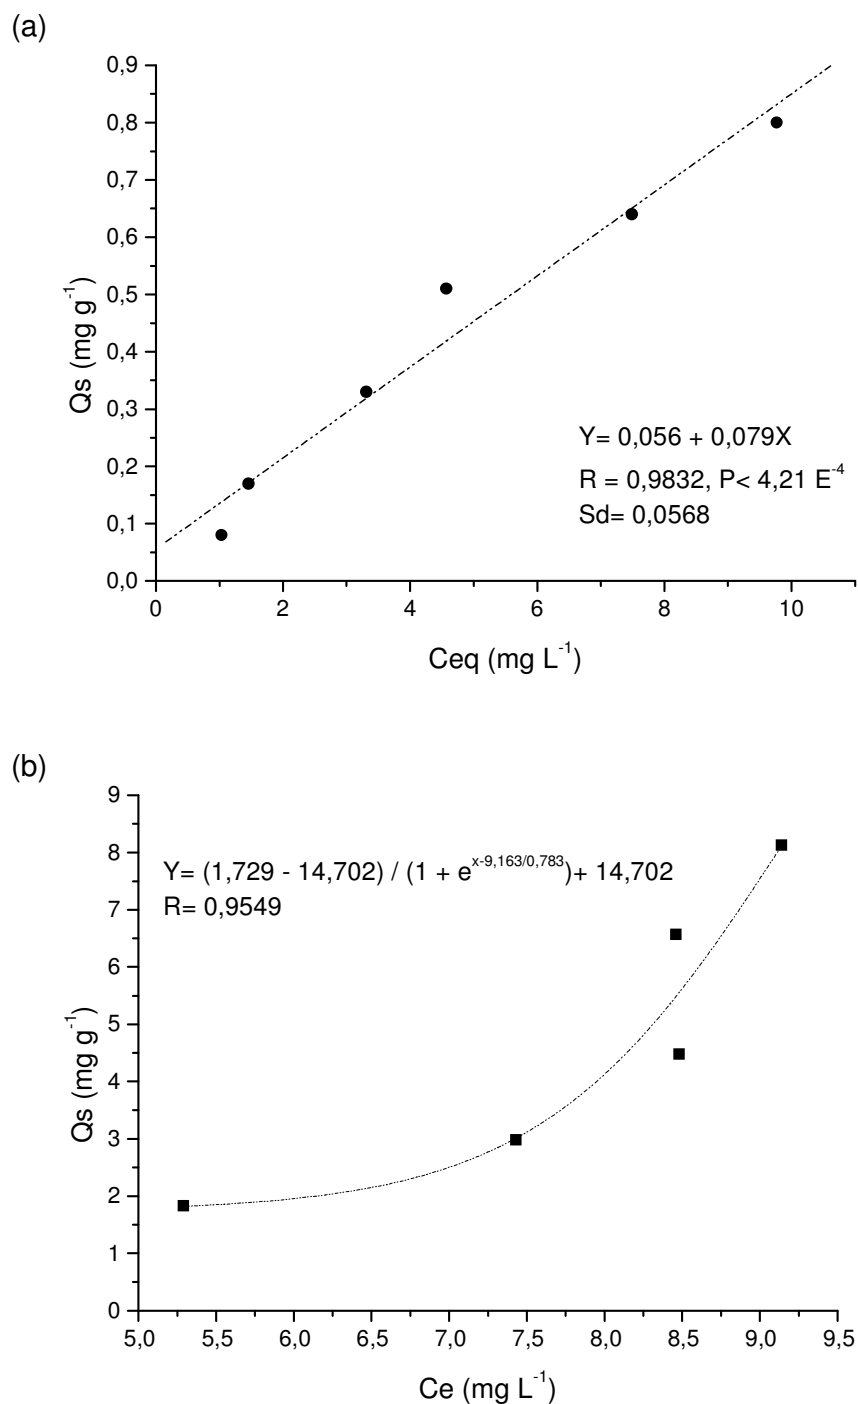 (a)
0,9
0,8
0,7
0,6
0,5
0,4
0,3
0,2
0,1
0,0
Qs (mg g⁻¹)
Y= 0,056 + 0,079X
R = 0,9832, P< 4,21 E⁻⁴
Sd= 0,0568
0 2 4 6 8 10
Ceq (mg L⁻¹)
(b)
9
8
7
6
5
4
3
2
1
0
Qs (mg g⁻¹)
Y= (1,729 - 14,702) / (1 + e^x-9,163/0,783)+ 14,702
R= 0,9549
5,0 5,5 6,0 6,5 7,0 7,5 8,0 8,5 9,0 9,5
Ce (mg L⁻¹)